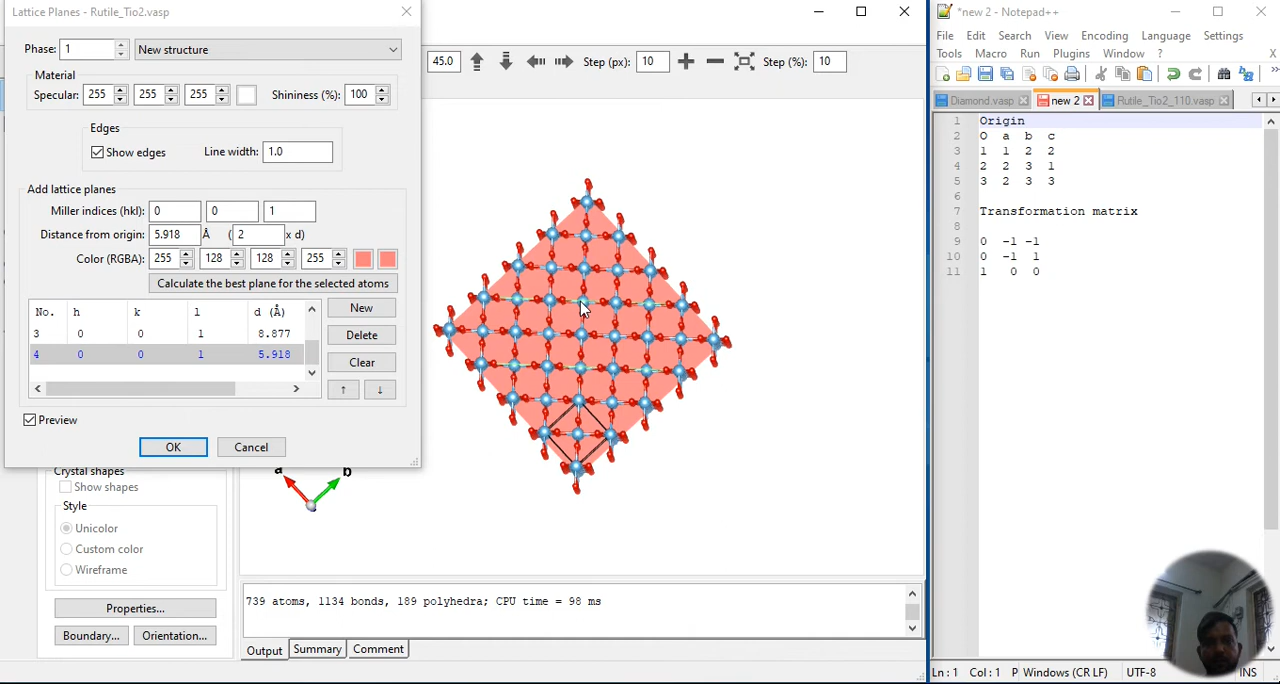 Lattice Planes - Rutile_Tio2.vasp
Phase: 1 New structure
Material
Specular: 255 255 255 Shininess (%): 100
Edges
Show edges Line width: 1.0
Add lattice planes
Miller indices (hkl): 0 0 1
Distance from origin: 5.918 Å ( 2 x d)
Color (RGBA): 255 128 128 255
Calculate the best plane for the selected atoms
No. h k l d (Å)
3 0 0 1 8.877
4 0 0 1 5.918
New
Delete
Clear
↑ ↓
Preview
OK Cancel
Crystal shapes
Show shapes
Style
Unicolor
Custom color
Wireframe
Properties...
Boundary... Orientation...
45.0 Step (px): 10 Step (%): 10
a b
739 atoms, 1134 bonds, 189 polyhedra; CPU time = 98 ms
Output Summary Comment
*new 2 - Notepad++
File Edit Search View Encoding Language Settings
Tools Macro Run Plugins Window ? X
Diamond.vasp new 2 Rutile_Tio2_110.vasp
1 Origin
2 O a b c
3 1 1 2 2
4 2 2 3 1
5 3 2 3 3
6
7 Transformation matrix
8
9 0 -1 -1
10 0 -1 1
11 1 0 0
Ln : 1 Col : 1 P Windows (CR LF) UTF-8 INS